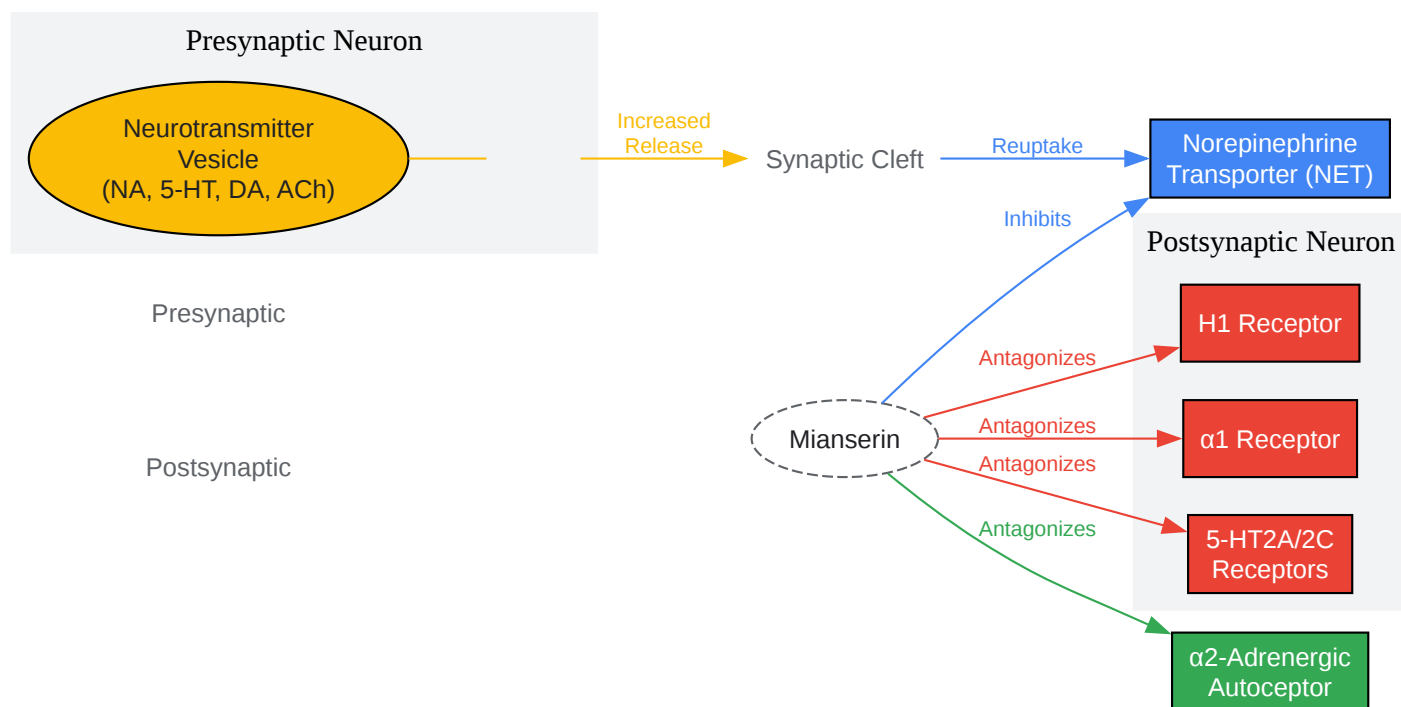 Presynaptic Neuron
Neurotransmitter
Vesicle
(NA, 5-HT, DA, ACh)
Increased
Release
Synaptic Cleft
Reuptake
Norepinephrine
Transporter (NET)
Inhibits
Postsynaptic Neuron
Presynaptic
H1 Receptor
Antagonizes
Mianserin
Antagonizes
α1 Receptor
Postsynaptic
Antagonizes
5-HT2A/2C
Receptors
Antagonizes
α2-Adrenergic
Autoceptor